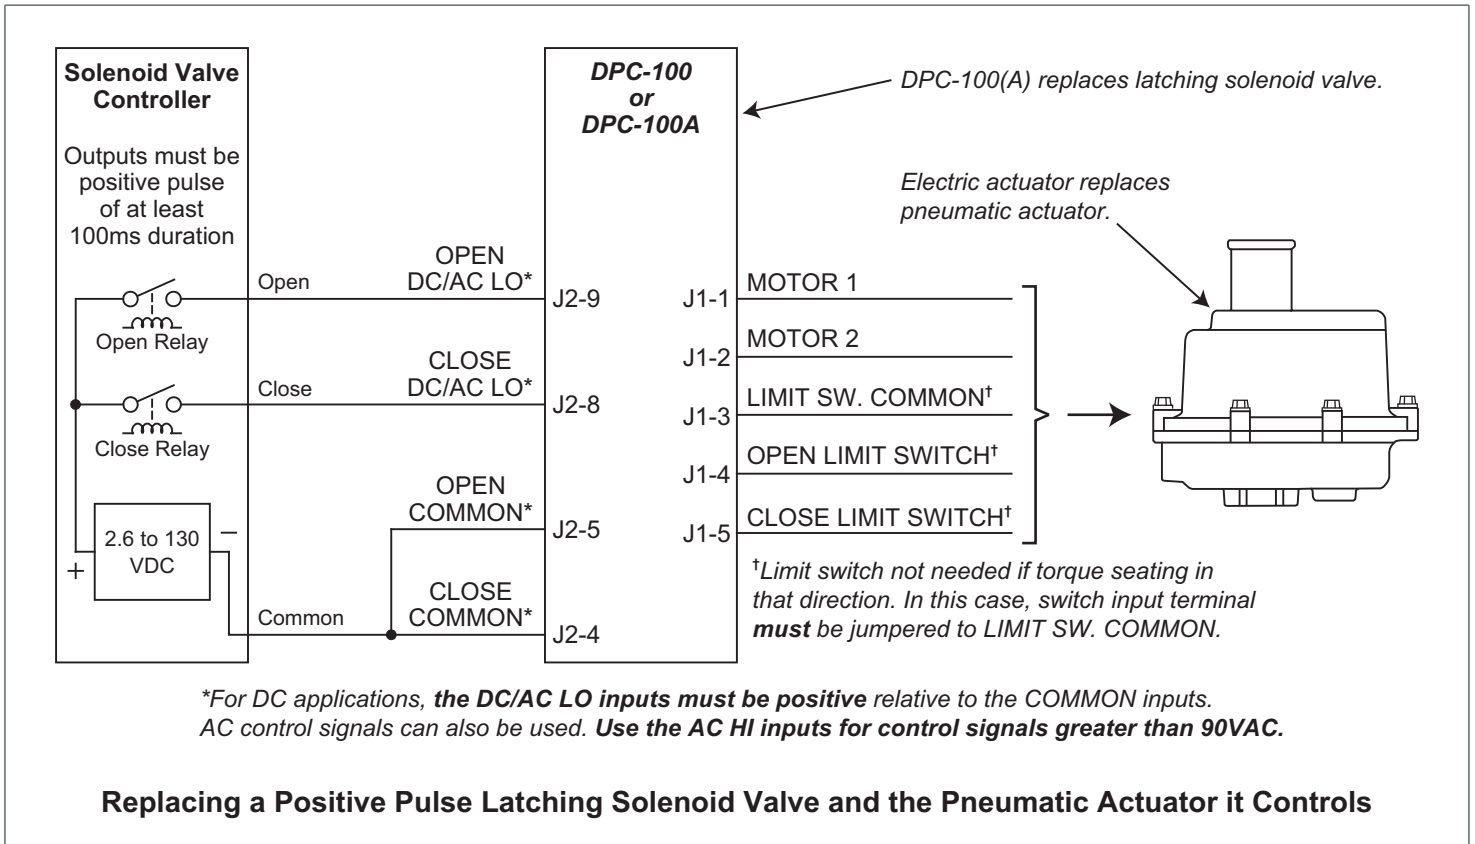 Solenoid Valve
Controller
Outputs must be
positive pulse
of at least
100ms duration
Open Relay
Close Relay
2.6 to 130
VDC
+
−
Open
Close
Common
OPEN
DC/AC LO*
CLOSE
DC/AC LO*
OPEN
COMMON*
CLOSE
COMMON*
DPC-100
or
DPC-100A
J2-9
J2-8
J2-5
J2-4
J1-1
J1-2
J1-3
J1-4
J1-5
MOTOR 1
MOTOR 2
LIMIT SW. COMMON†
OPEN LIMIT SWITCH†
CLOSE LIMIT SWITCH†
DPC-100(A) replaces latching solenoid valve.
Electric actuator replaces
pneumatic actuator.
†Limit switch not needed if torque seating in
that direction. In this case, switch input terminal
must be jumpered to LIMIT SW. COMMON.
*For DC applications, the DC/AC LO inputs must be positive relative to the COMMON inputs.
AC control signals can also be used. Use the AC HI inputs for control signals greater than 90VAC.
Replacing a Positive Pulse Latching Solenoid Valve and the Pneumatic Actuator it Controls